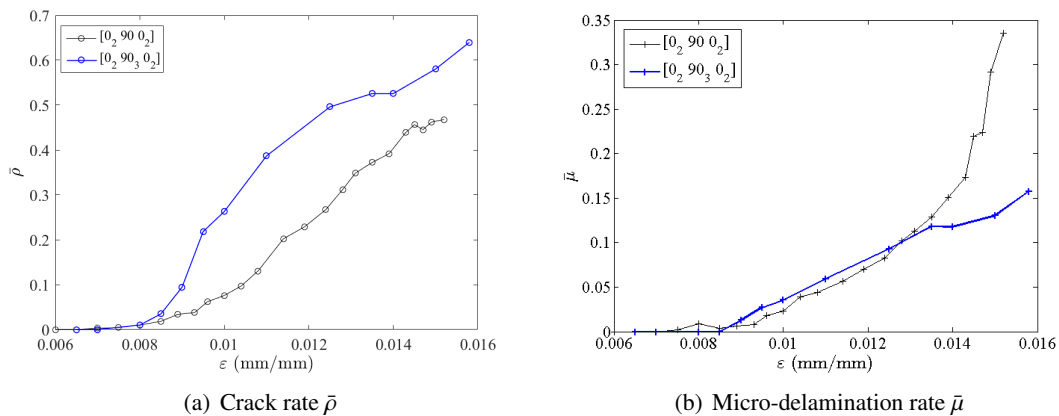 0.7
0.6
0.5
0.4
0.3
0.2
0.1
0
[0₂ 90 0₂]
[0₂ 90₃ 0₂]
ρ̄
0.006 0.008 0.01 0.012 0.014 0.016
ε (mm/mm)
(a) Crack rate ρ̄
0.35
0.3
0.25
0.2
0.15
0.1
0.05
0
[0₂ 90 0₂]
[0₂ 90₃ 0₂]
μ̄
0.006 0.008 0.01 0.012 0.014 0.016
ε (mm/mm)
(b) Micro-delamination rate μ̄